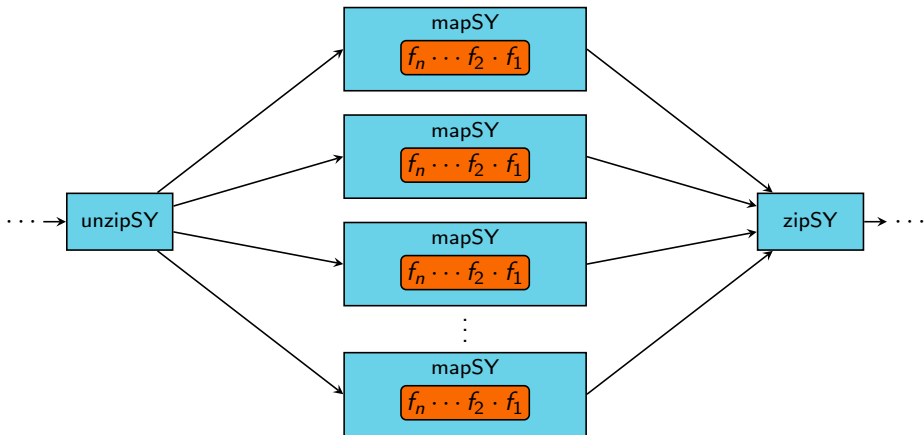 mapSY
fₙ ⋯ f₂ · f₁
mapSY
fₙ ⋯ f₂ · f₁
⋯ unzipSY zipSY ⋯
mapSY
fₙ ⋯ f₂ · f₁
⋮
mapSY
fₙ ⋯ f₂ · f₁